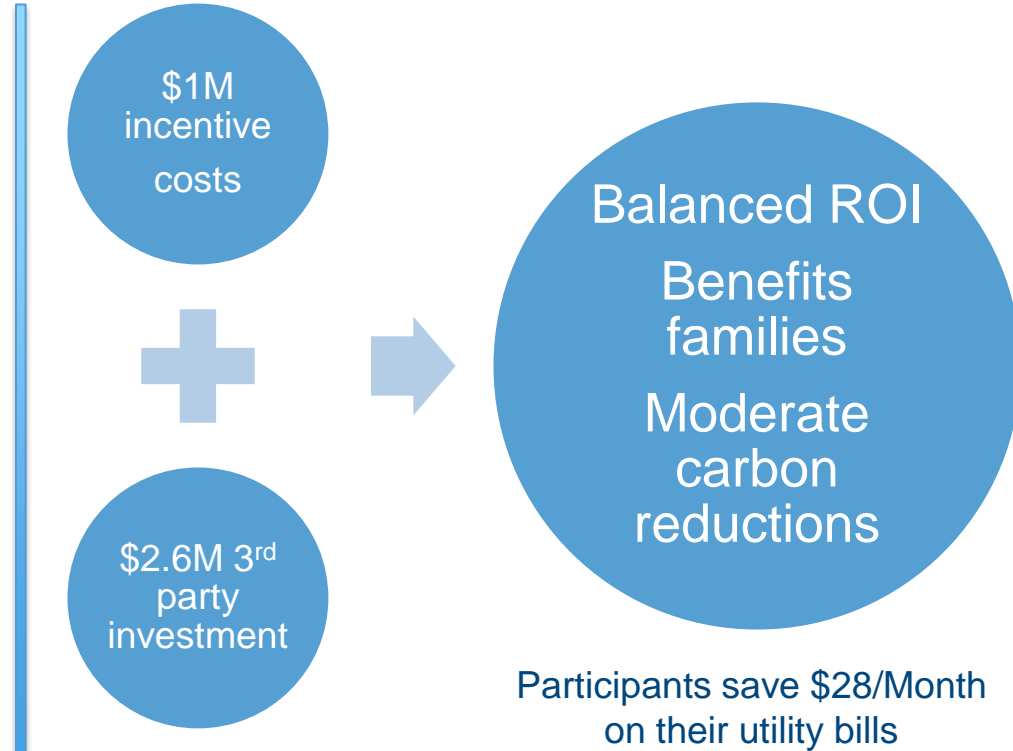 $1M
incentive
costs
$2.6M 3rd
party
investment
Balanced ROI
Benefits
families
Moderate
carbon
reductions
Participants save $28/Month
on their utility bills